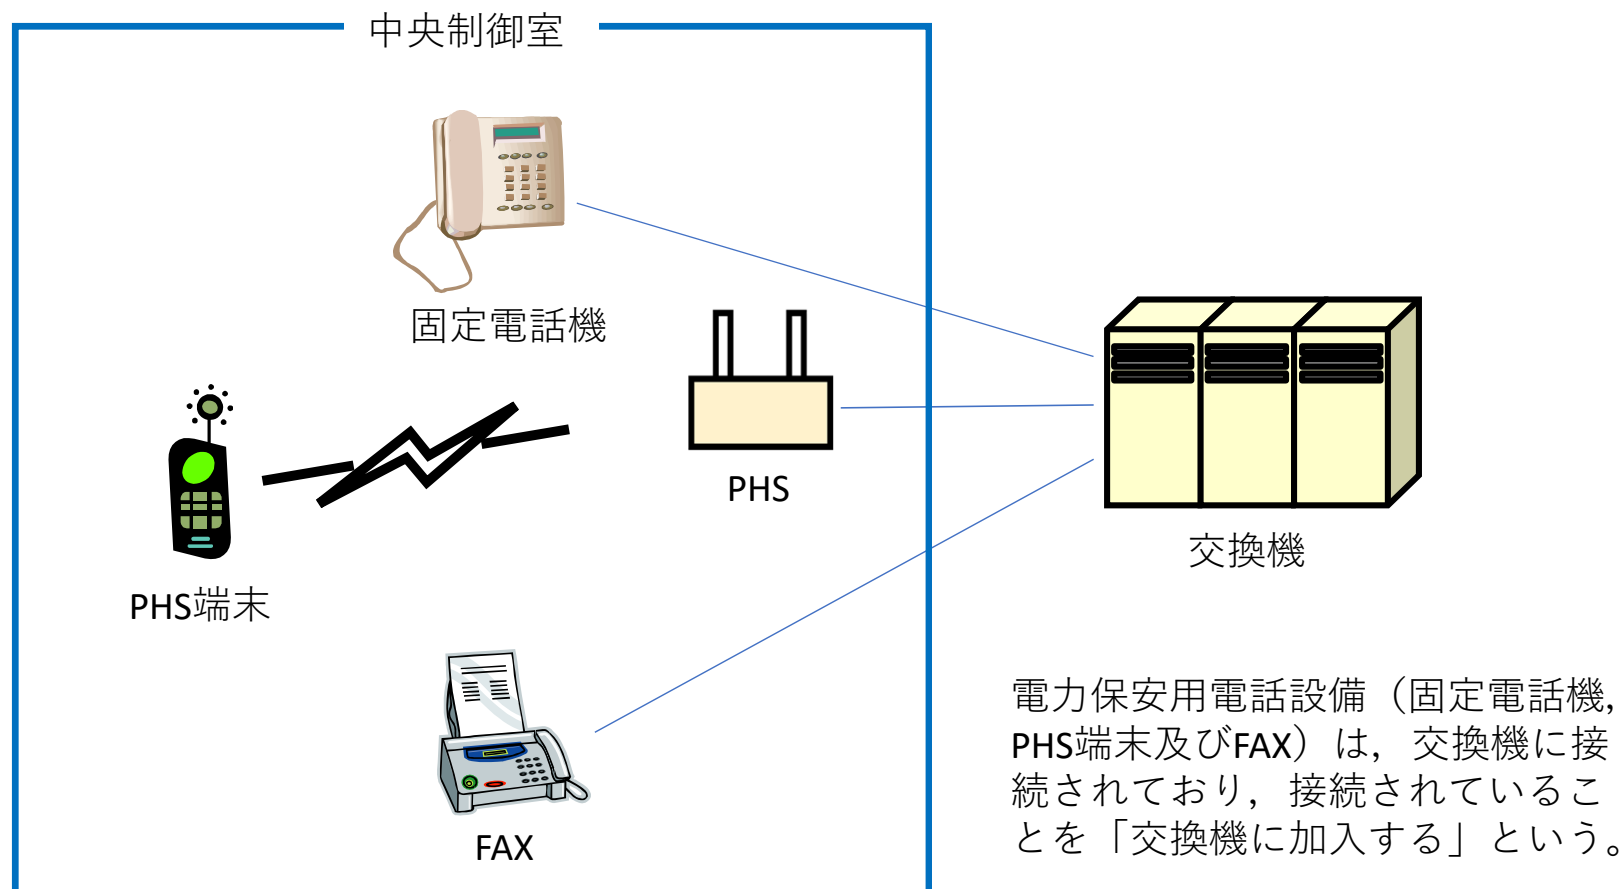 中央制御室
固定電話機
PHS
PHS端末
交換機
FAX
電力保安用電話設備（固定電話機，
PHS端末及びFAX）は，交換機に接
続されており，接続されているこ
とを「交換機に加入する」という。